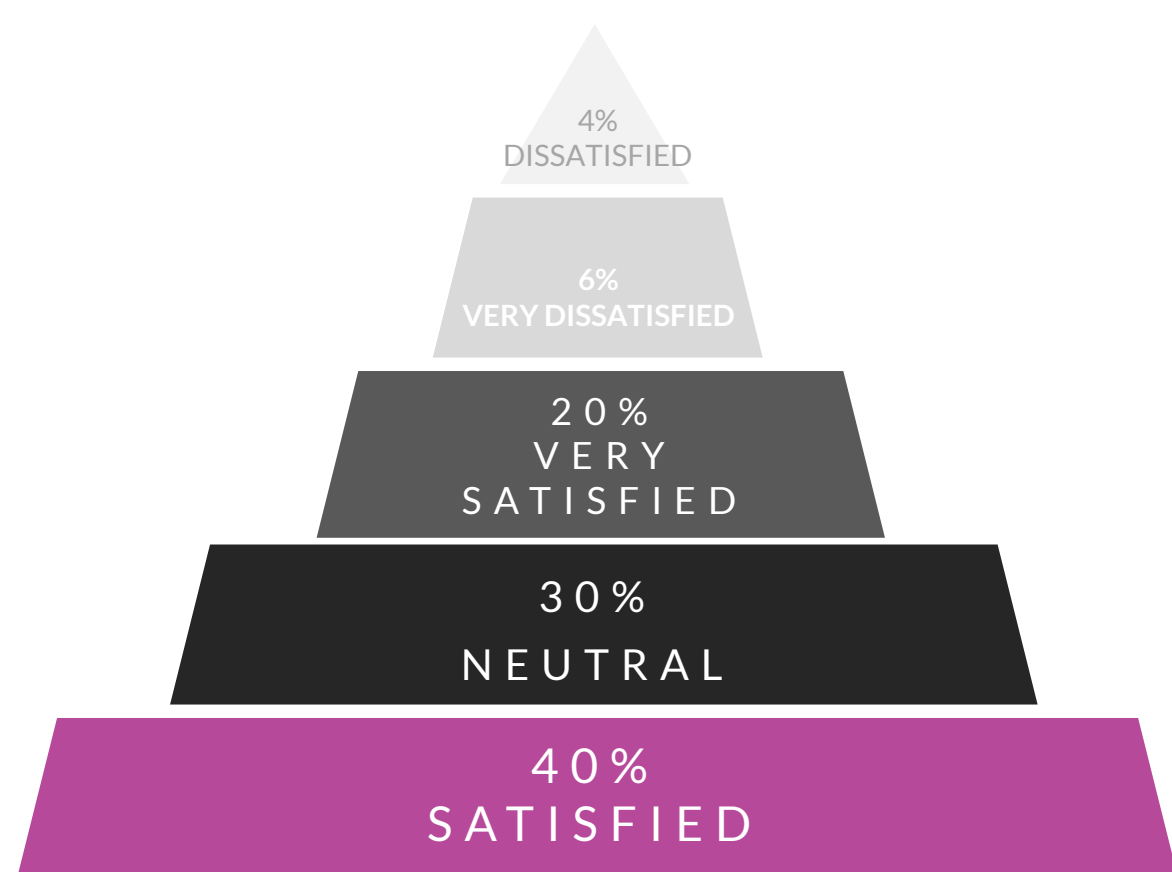 4%
DISSATISFIED
6%
VERY DISSATISFIED
20%
VERY
SATISFIED
30%
NEUTRAL
40%
SATISFIED